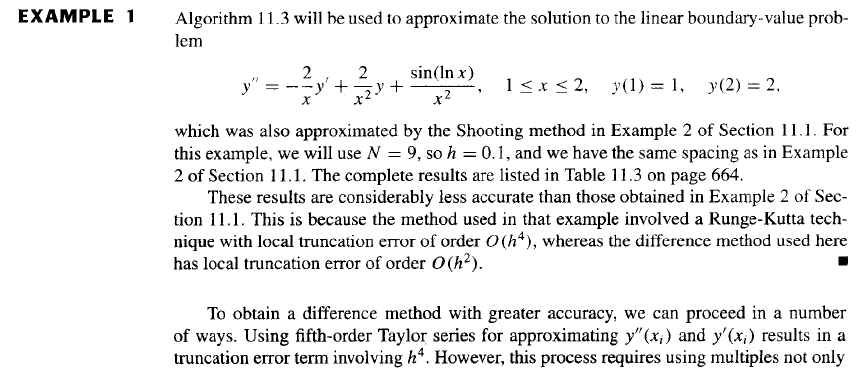 EXAMPLE 1 Algorithm 11.3 will be used to approximate the solution to the linear boundary-value prob-
lem
y″ = −(2/x)y′ + (2/x²)y + sin(ln x)/x², 1 ≤ x ≤ 2, y(1) = 1, y(2) = 2,
which was also approximated by the Shooting method in Example 2 of Section 11.1. For
this example, we will use N = 9, so h = 0.1, and we have the same spacing as in Example
2 of Section 11.1. The complete results are listed in Table 11.3 on page 664.
These results are considerably less accurate than those obtained in Example 2 of Sec-
tion 11.1. This is because the method used in that example involved a Runge-Kutta tech-
nique with local truncation error of order O(h⁴), whereas the difference method used here
has local truncation error of order O(h²). ■
To obtain a difference method with greater accuracy, we can proceed in a number
of ways. Using fifth-order Taylor series for approximating y″(xᵢ) and y′(xᵢ) results in a
truncation error term involving h⁴. However, this process requires using multiples not only